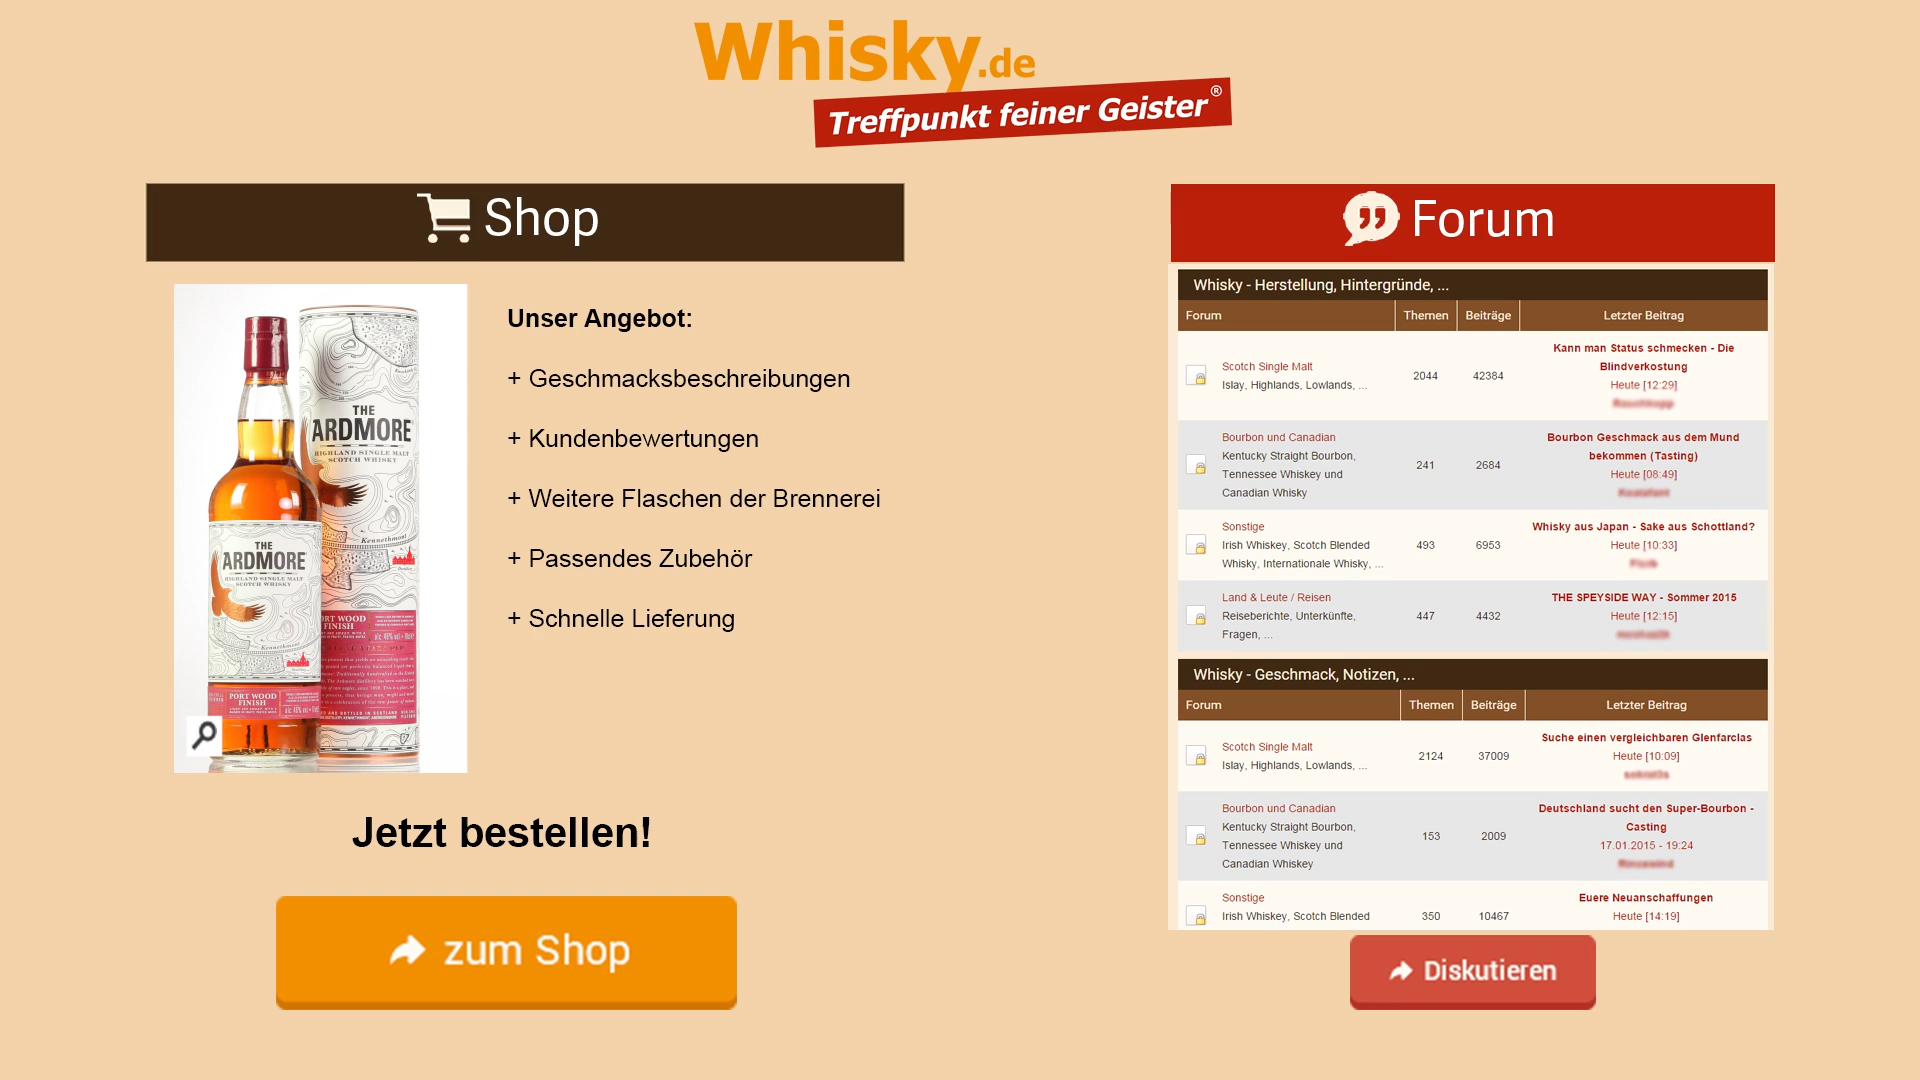 Whisky.de
Treffpunkt feiner Geister®
Shop
Unser Angebot:
+ Geschmacksbeschreibungen
+ Kundenbewertungen
+ Weitere Flaschen der Brennerei
+ Passendes Zubehör
+ Schnelle Lieferung
THE
ARDMORE
HIGHLAND SINGLE MALT
SCOTCH WHISKY
Kennethmont
THE
ARDMORE
HIGHLAND SINGLE MALT
SCOTCH WHISKY
Kennethmont
PORT WOOD
FINISH
PORT WOOD
FINISH
Jetzt bestellen!
zum Shop
Forum
Whisky - Herstellung, Hintergründe, ...
Forum Themen Beiträge Letzter Beitrag
Scotch Single Malt
Islay, Highlands, Lowlands, ...
2044 42384
Kann man Status schmecken - Die
Blindverkostung
Heute [12:29]
Bourbon und Canadian
Kentucky Straight Bourbon,
Tennessee Whiskey und
Canadian Whisky
241 2684
Bourbon Geschmack aus dem Mund
bekommen (Tasting)
Heute [08:49]
Sonstige
Irish Whiskey, Scotch Blended
Whisky, Internationale Whisky, ...
493 6953
Whisky aus Japan - Sake aus Schottland?
Heute [10:33]
Land & Leute / Reisen
Reiseberichte, Unterkünfte,
Fragen, ...
447 4432
THE SPEYSIDE WAY - Sommer 2015
Heute [12:15]
Whisky - Geschmack, Notizen, ...
Forum Themen Beiträge Letzter Beitrag
Scotch Single Malt
Islay, Highlands, Lowlands, ...
2124 37009
Suche einen vergleichbaren Glenfarclas
Heute [10:09]
Bourbon und Canadian
Kentucky Straight Bourbon,
Tennessee Whiskey und
Canadian Whiskey
153 2009
Deutschland sucht den Super-Bourbon -
Casting
17.01.2015 - 19:24
Sonstige
Irish Whiskey, Scotch Blended
350 10467
Euere Neuanschaffungen
Heute [14:19]
Diskutieren